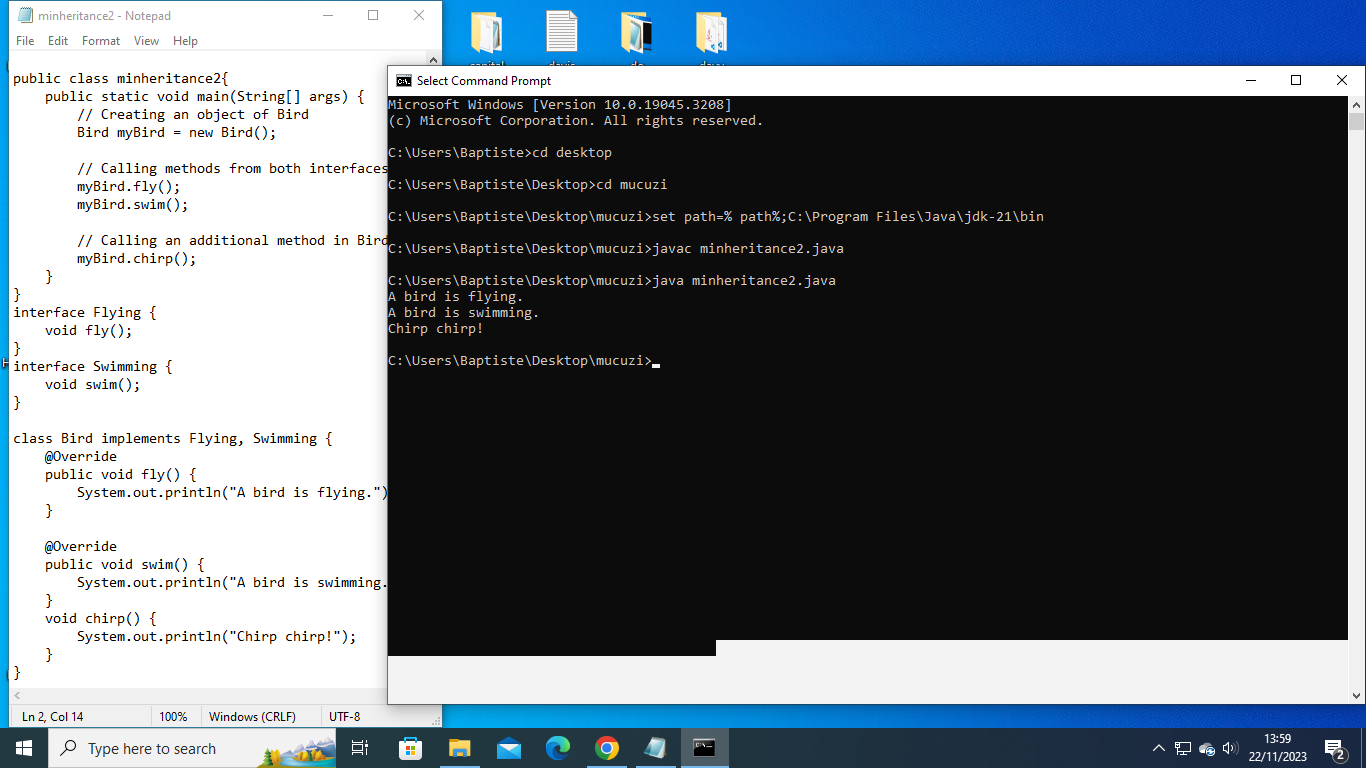 minheritance2 - Notepad
File Edit Format View Help
public class minheritance2{
    public static void main(String[] args) {
        // Creating an object of Bird
        Bird myBird = new Bird();
        // Calling methods from both interfaces
        myBird.fly();
        myBird.swim();
        // Calling an additional method in Bird
        myBird.chirp();
    }
}
interface Flying {
    void fly();
}
interface Swimming {
    void swim();
}
class Bird implements Flying, Swimming {
    @Override
    public void fly() {
        System.out.println("A bird is flying.")
    }
    @Override
    public void swim() {
        System.out.println("A bird is swimming.
    }
    void chirp() {
        System.out.println("Chirp chirp!");
    }
}
Ln 2, Col 14 100% Windows (CRLF) UTF-8
Select Command Prompt
Microsoft Windows [Version 10.0.19045.3208]
(c) Microsoft Corporation. All rights reserved.
C:\Users\Baptiste>cd desktop
C:\Users\Baptiste\Desktop>cd mucuzi
C:\Users\Baptiste\Desktop\mucuzi>set path=% path%;C:\Program Files\Java\jdk-21\bin
C:\Users\Baptiste\Desktop\mucuzi>javac minheritance2.java
C:\Users\Baptiste\Desktop\mucuzi>java minheritance2.java
A bird is flying.
A bird is swimming.
Chirp chirp!
C:\Users\Baptiste\Desktop\mucuzi>
Type here to search
13:59
22/11/2023
2